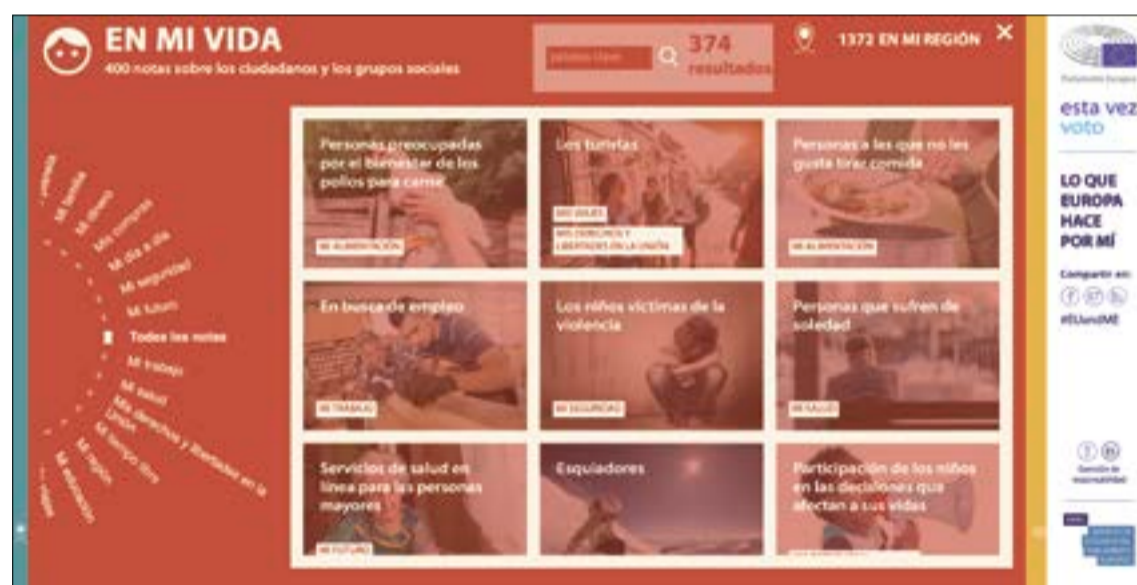 EN MI VIDA
400 notas sobre los ciudadanos y los grupos sociales
374
resultados
1372 EN MI REGIÓN
Mi familia
Mi dinero
Mis compras
Mi día a día
Mi seguridad
Mi futuro
Todas las notas
Mi trabajo
Mi salud
Mis derechos y libertades en la
Unión
Mi tiempo libre
Mi región
Mi educación
Personas preocupadas
por el bienestar de los
pollos para carne
MI ALIMENTACIÓN
Los turistas
MIS VIAJES
MIS DERECHOS Y
LIBERTADES EN LA UNIÓN
Personas a las que no les
gusta tirar comida
MI ALIMENTACIÓN
En busca de empleo
MI TRABAJO
Los niños víctimas de la
violencia
MI SEGURIDAD
Personas que sufren de
soledad
MI SALUD
Servicios de salud en
línea para las personas
mayores
MI FUTURO
Esquiadores
Participación de los niños
en las decisiones que
afectan a sus vidas
Parlamento Europeo
esta vez
voto
LO QUE
EUROPA
HACE
POR MÍ
Compartir en:
#EUandME